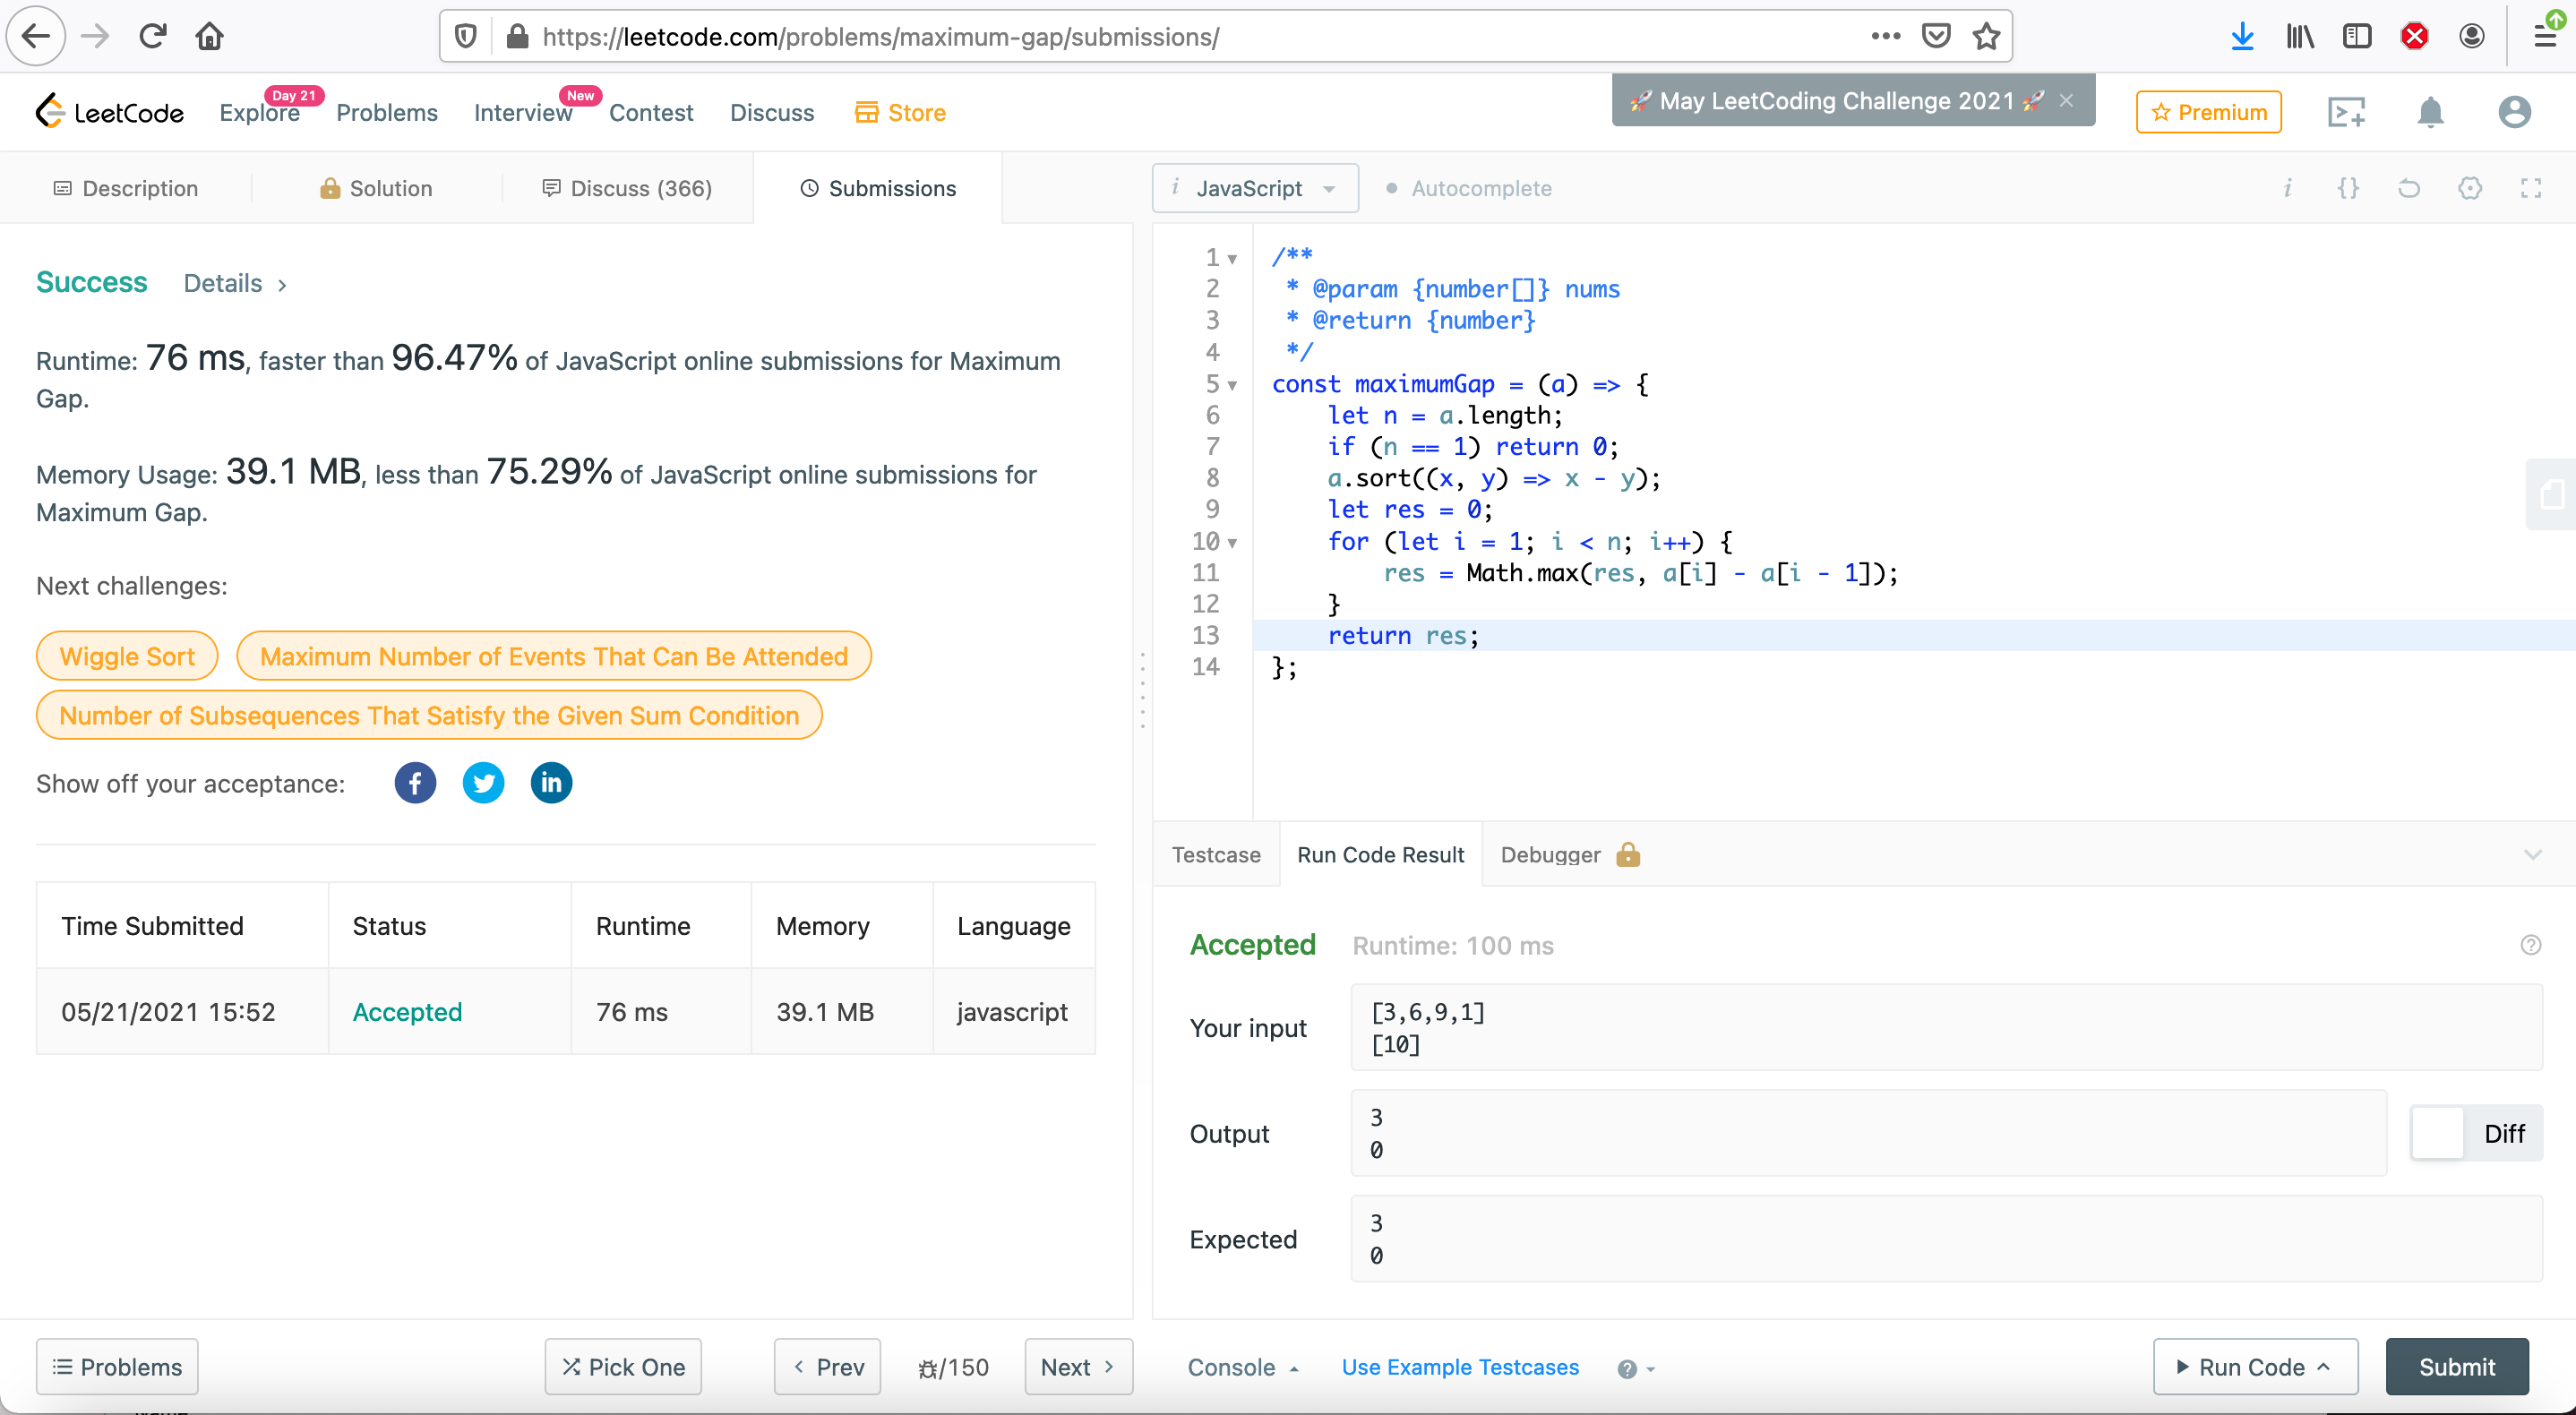 https://leetcode.com/problems/maximum-gap/submissions/
LeetCode
Explore
Day 21
Problems
Interview
New
Contest
Discuss
Store
🚀 May LeetCoding Challenge 2021 🚀 ×
Premium
Description
Solution
Discuss (366)
Submissions
i JavaScript
Autocomplete
Success
Details >
Runtime: 76 ms, faster than 96.47% of JavaScript online submissions for Maximum
Gap.
Memory Usage: 39.1 MB, less than 75.29% of JavaScript online submissions for
Maximum Gap.
Next challenges:
Wiggle Sort
Maximum Number of Events That Can Be Attended
Number of Subsequences That Satisfy the Given Sum Condition
Show off your acceptance:
Time Submitted Status Runtime Memory Language
05/21/2021 15:52 Accepted 76 ms 39.1 MB javascript
1 /**
2  * @param {number[]} nums
3  * @return {number}
4  */
5 const maximumGap = (a) => {
6     let n = a.length;
7     if (n == 1) return 0;
8     a.sort((x, y) => x - y);
9     let res = 0;
10     for (let i = 1; i < n; i++) {
11         res = Math.max(res, a[i] - a[i - 1]);
12     }
13     return res;
14 };
Testcase
Run Code Result
Debugger
Accepted
Runtime: 100 ms
Your input
[3,6,9,1]
[10]
Output
3
0
Diff
Expected
3
0
Problems
Pick One
< Prev
/150
Next >
Console
Use Example Testcases
Run Code
Submit